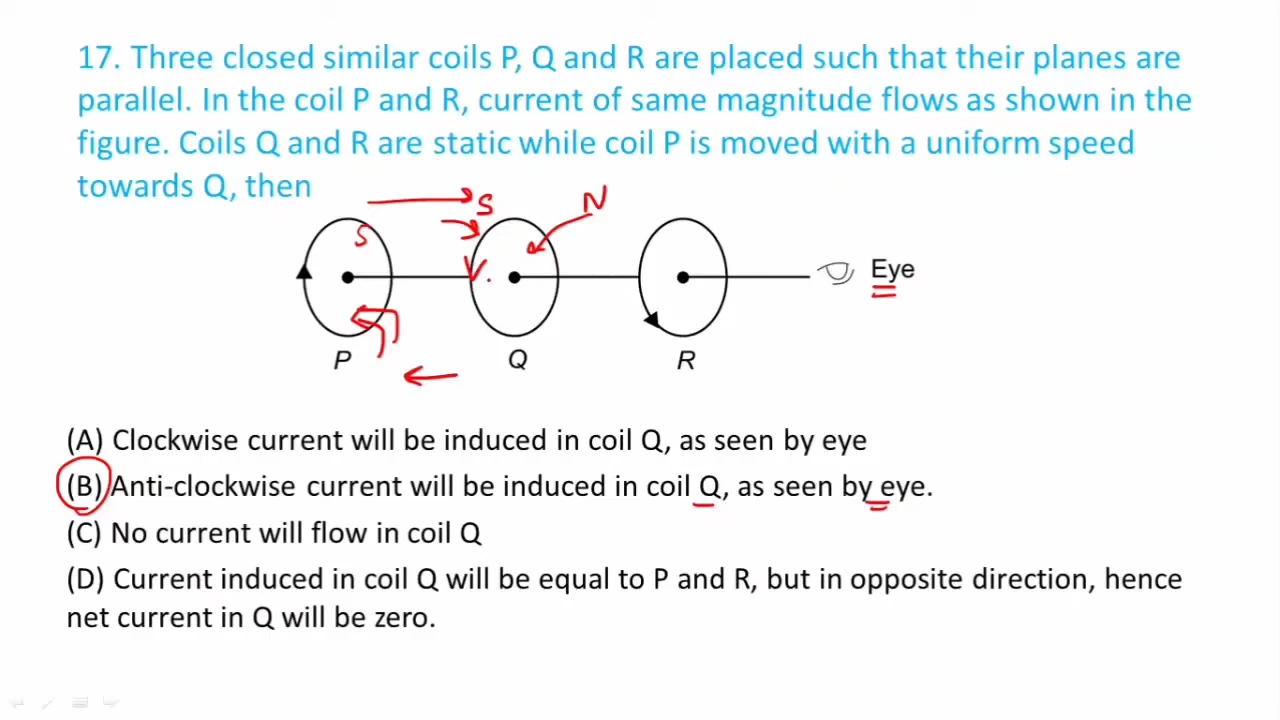 17. Three closed similar coils P, Q and R are placed such that their planes are
parallel. In the coil P and R, current of same magnitude flows as shown in the
figure. Coils Q and R are static while coil P is moved with a uniform speed
towards Q, then
S N
S
V.
Eye
P Q R
(A) Clockwise current will be induced in coil Q, as seen by eye
(B) Anti-clockwise current will be induced in coil Q, as seen by eye.
(C) No current will flow in coil Q
(D) Current induced in coil Q will be equal to P and R, but in opposite direction, hence
net current in Q will be zero.